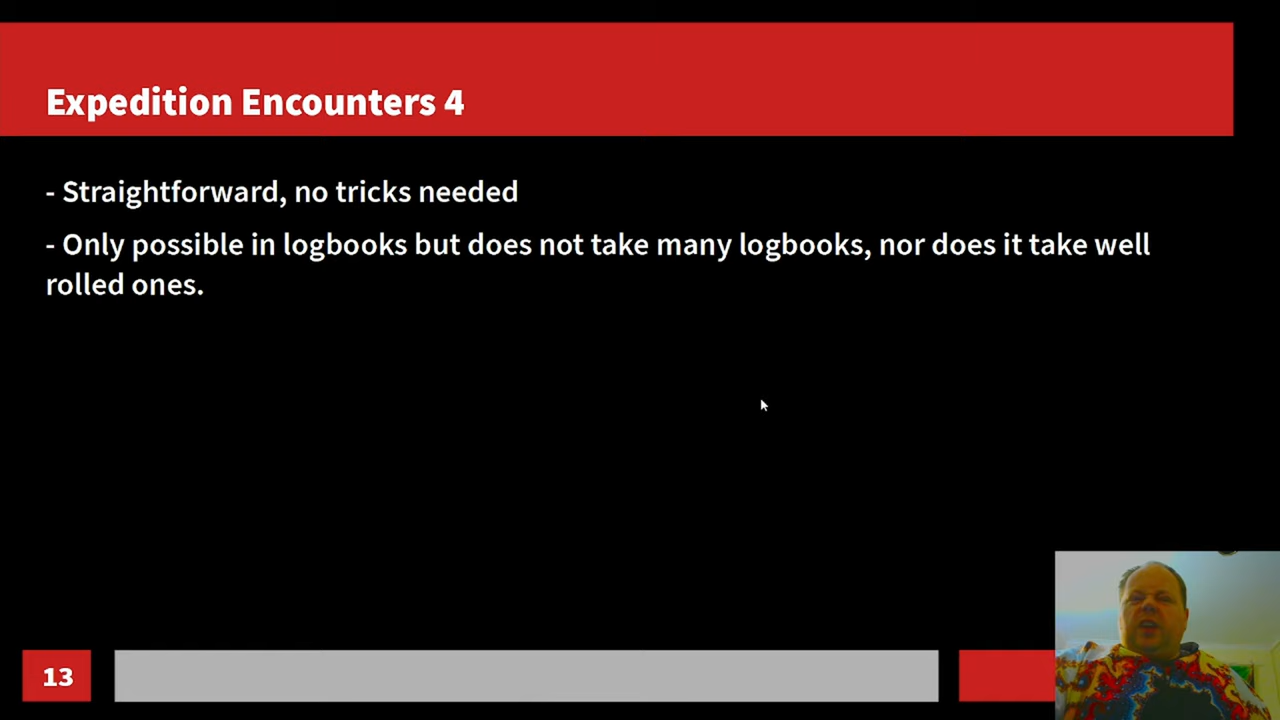 Expedition Encounters 4
- Straightforward, no tricks needed
- Only possible in logbooks but does not take many logbooks, nor does it take well
rolled ones.
13